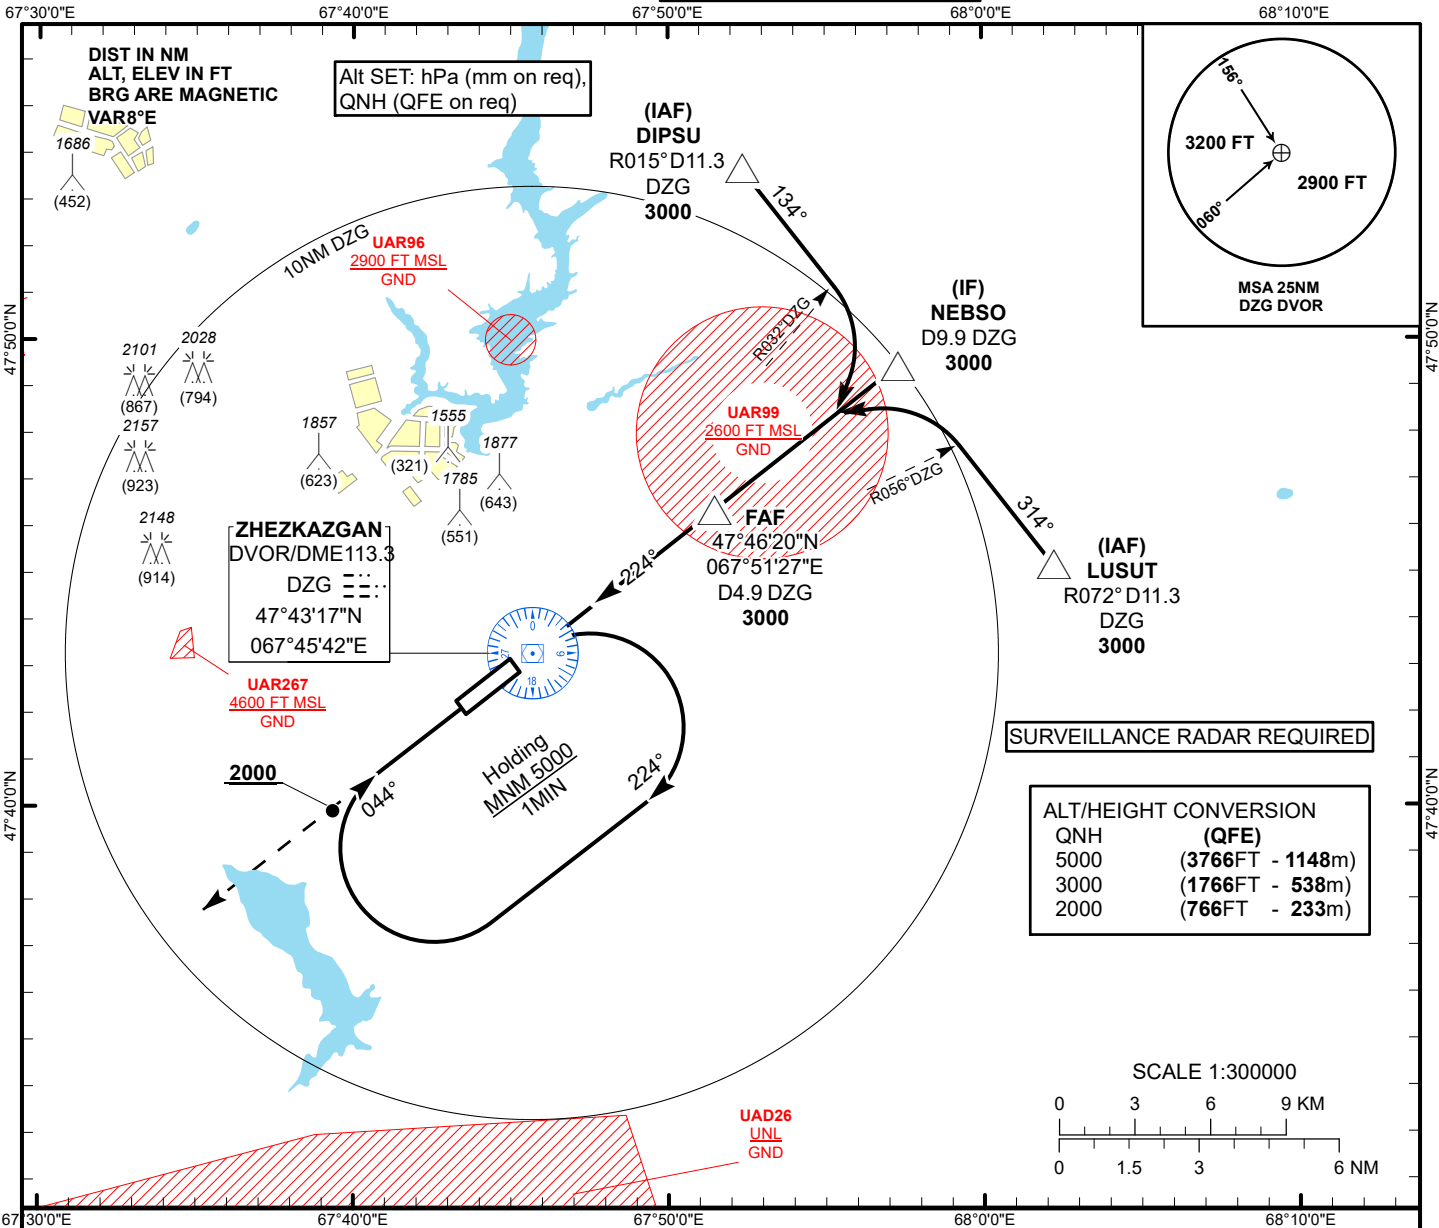 67°30'0"E
67°40'0"E
67°50'0"E
68°0'0"E
68°10'0"E
DIST IN NM
ALT, ELEV IN FT
BRG ARE MAGNETIC
VAR8°E
Alt SET: hPa (mm on req),
QNH (QFE on req)
1686
(452)
(IAF)
DIPSU
R015° D11.3
DZG
3000
134°
156°
3200 FT
2900 FT
060°
MSA 25NM
DZG DVOR
10NM DZG
UAR96
2900 FT MSL
GND
(IF)
NEBSO
D9.9 DZG
3000
R032°DZG
47°50'0"N
47°50'0"N
2101
(867)
2028
(794)
2157
(923)
2148
(914)
1857
(623)
1555
(321)
1877
(643)
1785
(551)
UAR99
2600 FT MSL
GND
R056°DZG
314°
FAF
47°46'20"N
067°51'27"E
D4.9 DZG
3000
224°
(IAF)
LUSUT
R072° D11.3
DZG
3000
ZHEZKAZGAN
DVOR/DME113.3
DZG
47°43'17"N
067°45'42"E
0
9
18
27
UAR267
4600 FT MSL
GND
2000
044°
Holding
MNM 5000
1MIN
224°
SURVEILLANCE RADAR REQUIRED
47°40'0"N
47°40'0"N
ALT/HEIGHT CONVERSION
QNH (QFE)
5000 (3766FT - 1148m)
3000 (1766FT - 538m)
2000 (766FT - 233m)
SCALE 1:300000
0 3 6 9 KM
0 1.5 3 6 NM
UAD26
UNL
GND
67°30'0"E
67°40'0"E
67°50'0"E
68°0'0"E
68°10'0"E